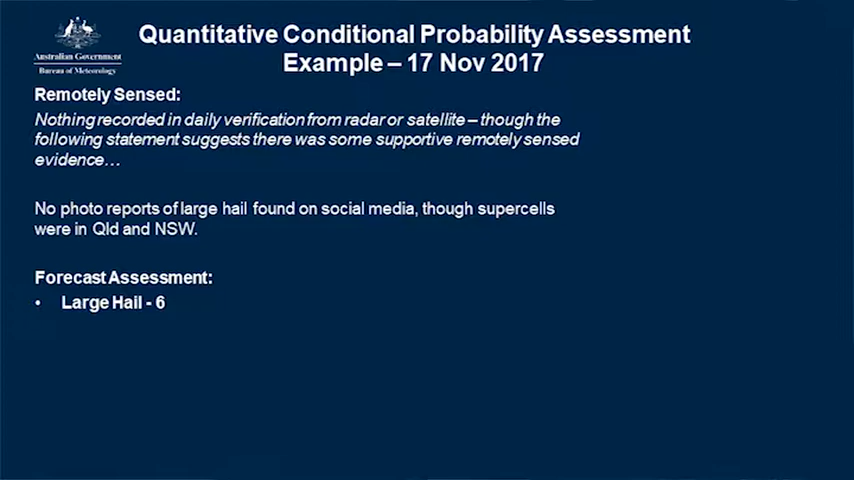 Quantitative Conditional Probability Assessment
Example – 17 Nov 2017
Australian Government
Bureau of Meteorology
Remotely Sensed:
Nothing recorded in daily verification from radar or satellite – though the
following statement suggests there was some supportive remotely sensed
evidence…
No photo reports of large hail found on social media, though supercells
were in Qld and NSW.
Forecast Assessment:
• Large Hail - 6